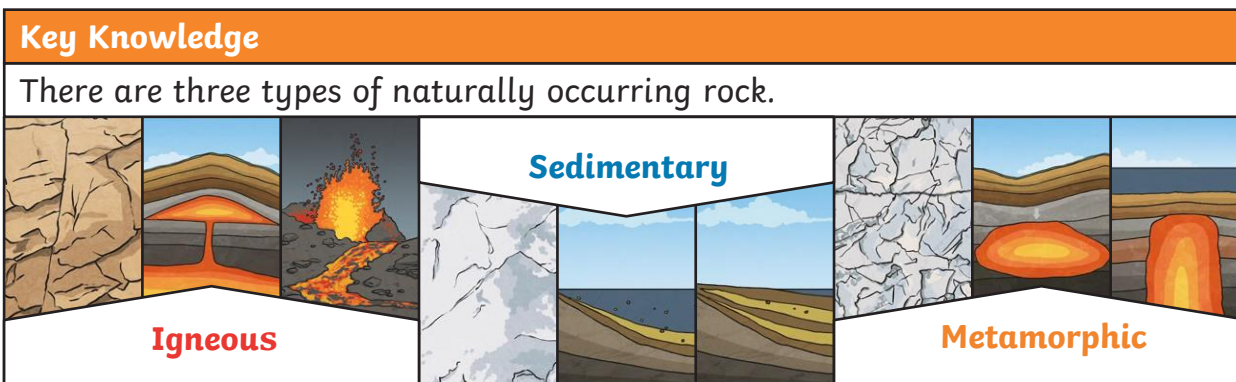 Key Knowledge
There are three types of naturally occurring rock.
Igneous
Sedimentary
Metamorphic